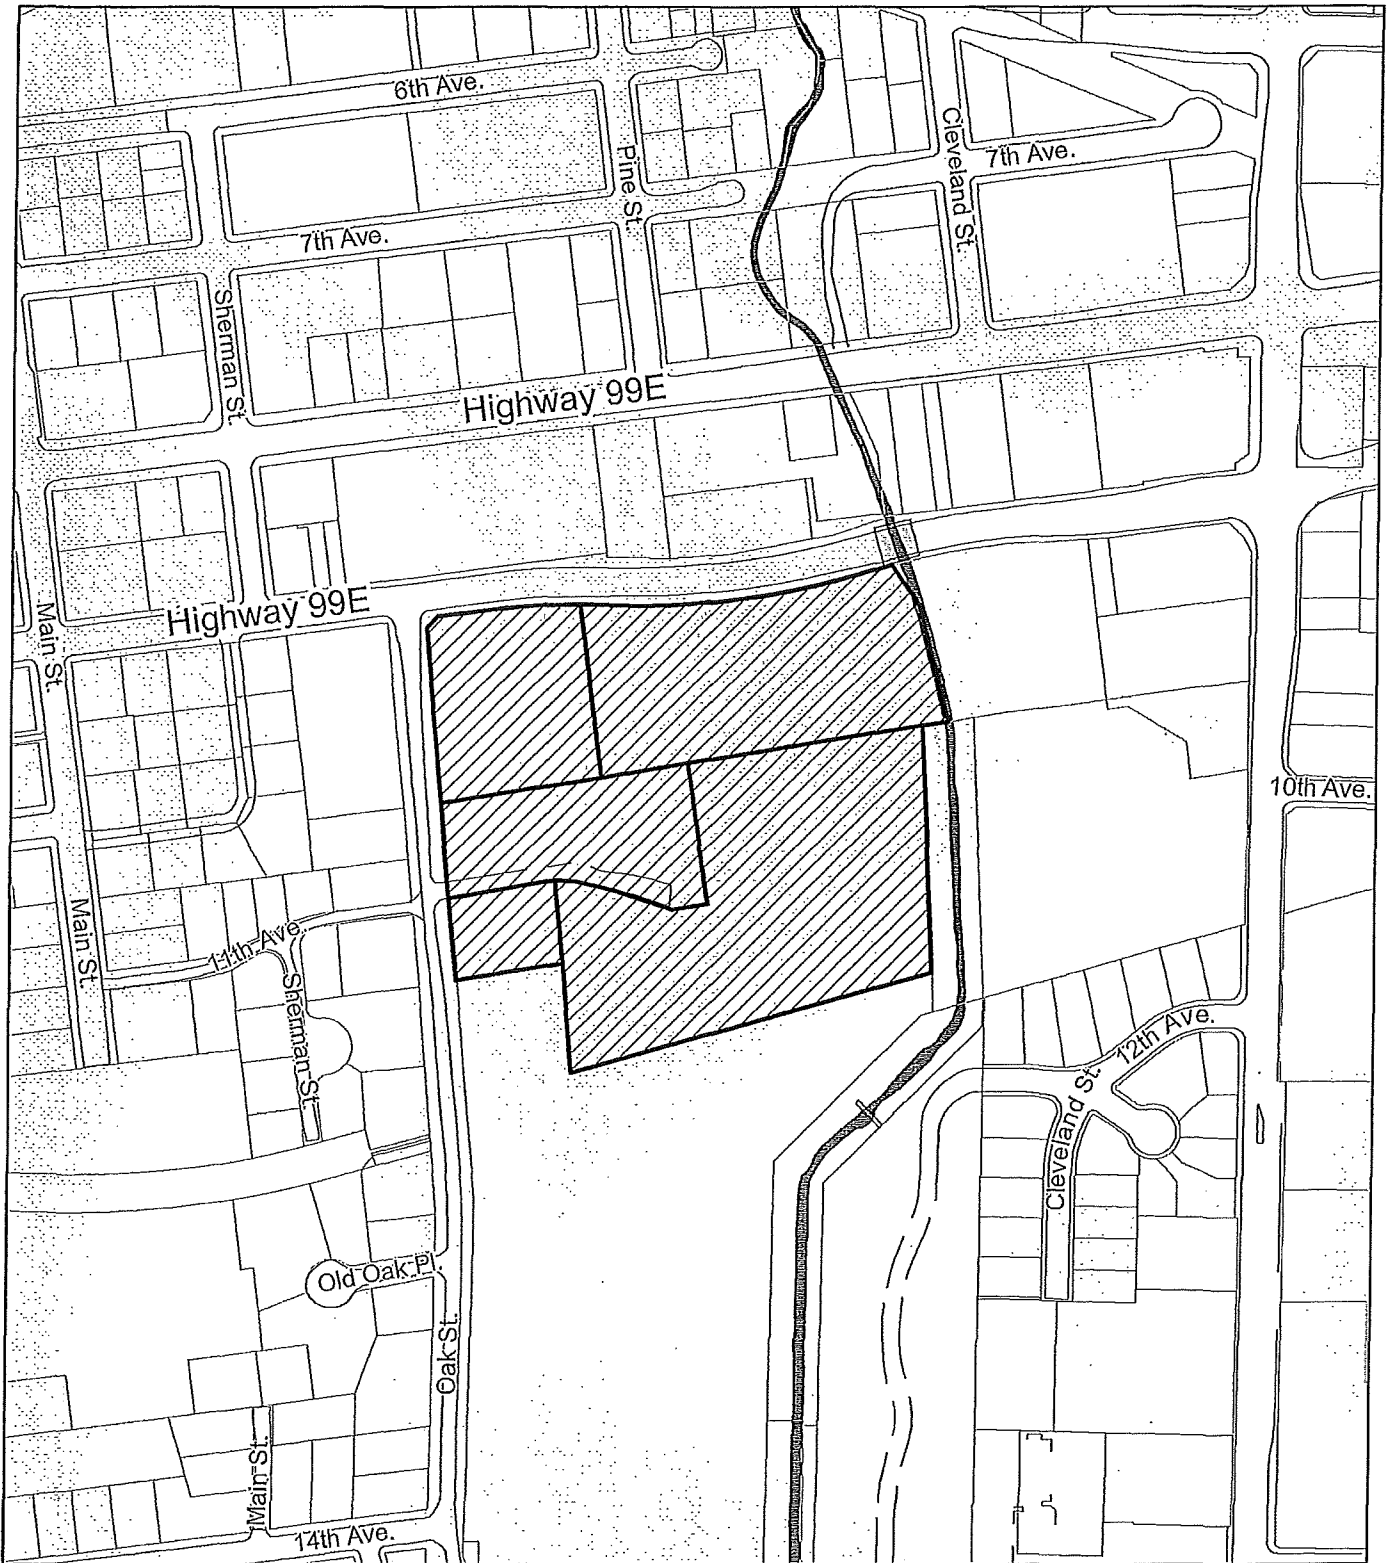 6th Ave.
Cleveland St.
7th Ave.
Pine St.
7th Ave.
Sherman St.
Highway 99E
Highway 99E
Main St.
10th Ave.
Main St.
11th Ave.
Sherman St.
12th Ave.
Cleveland St.
Old Oak Pl.
Oak St.
Main St.
14th Ave.